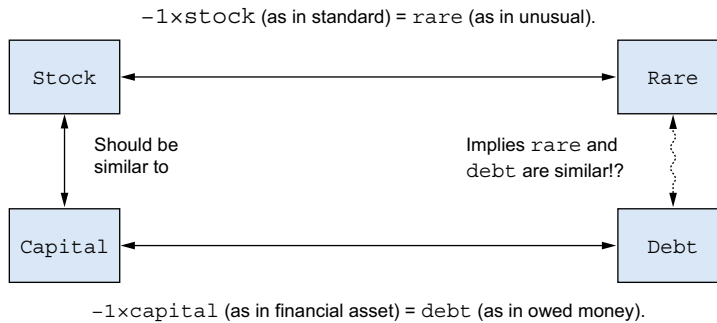 −1×stock (as in standard) = rare (as in unusual).
Stock
Rare
Should be
similar to
Implies rare and
debt are similar!?
Capital
Debt
−1×capital (as in financial asset) = debt (as in owed money).